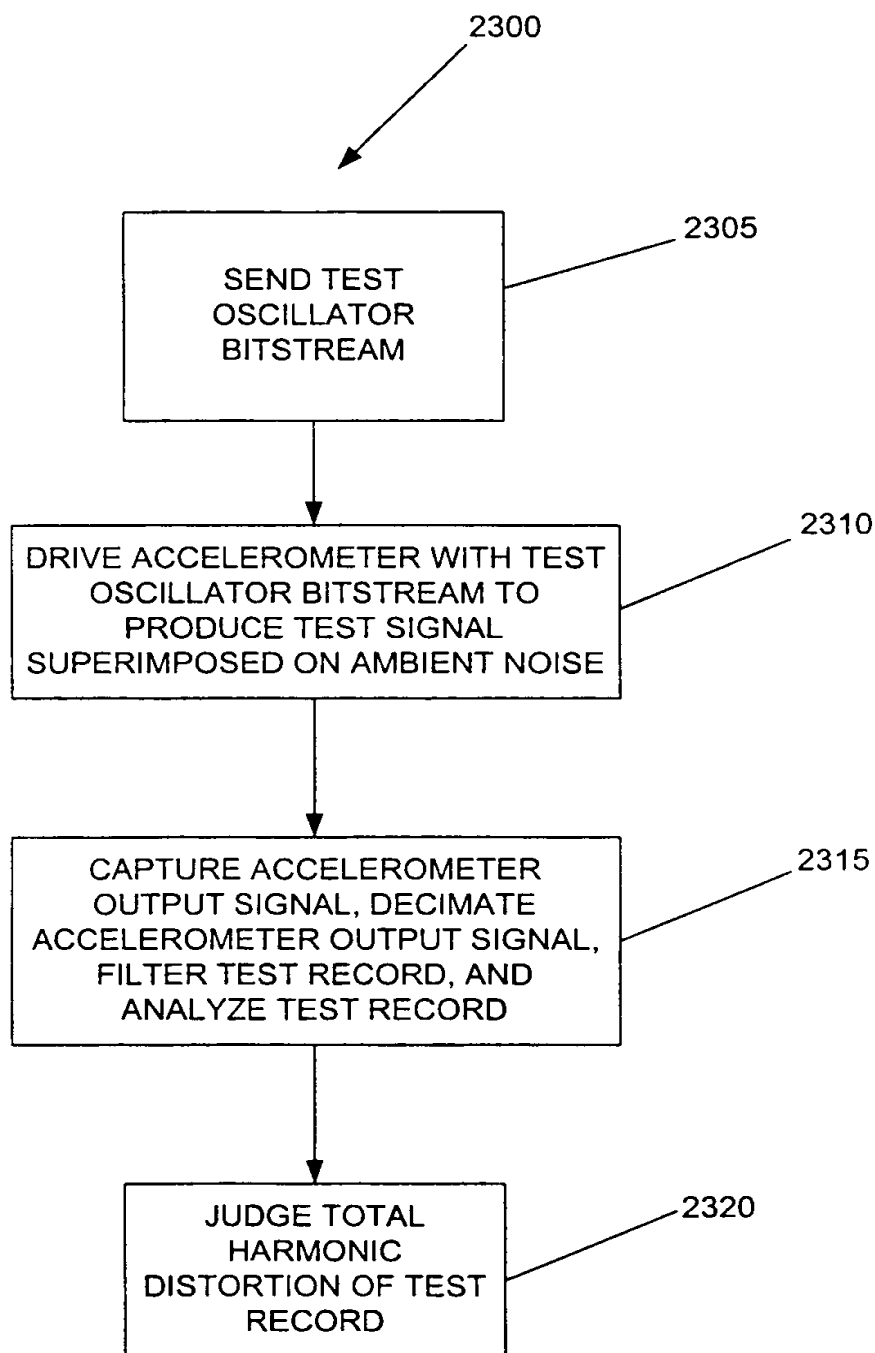 2300
2305
SEND TEST
OSCILLATOR
BITSTREAM
2310
DRIVE ACCELEROMETER WITH TEST
OSCILLATOR BITSTREAM TO
PRODUCE TEST SIGNAL
SUPERIMPOSED ON AMBIENT NOISE
2315
CAPTURE ACCELEROMETER
OUTPUT SIGNAL, DECIMATE
ACCELEROMETER OUTPUT SIGNAL,
FILTER TEST RECORD, AND
ANALYZE TEST RECORD
2320
JUDGE TOTAL
HARMONIC
DISTORTION OF TEST
RECORD